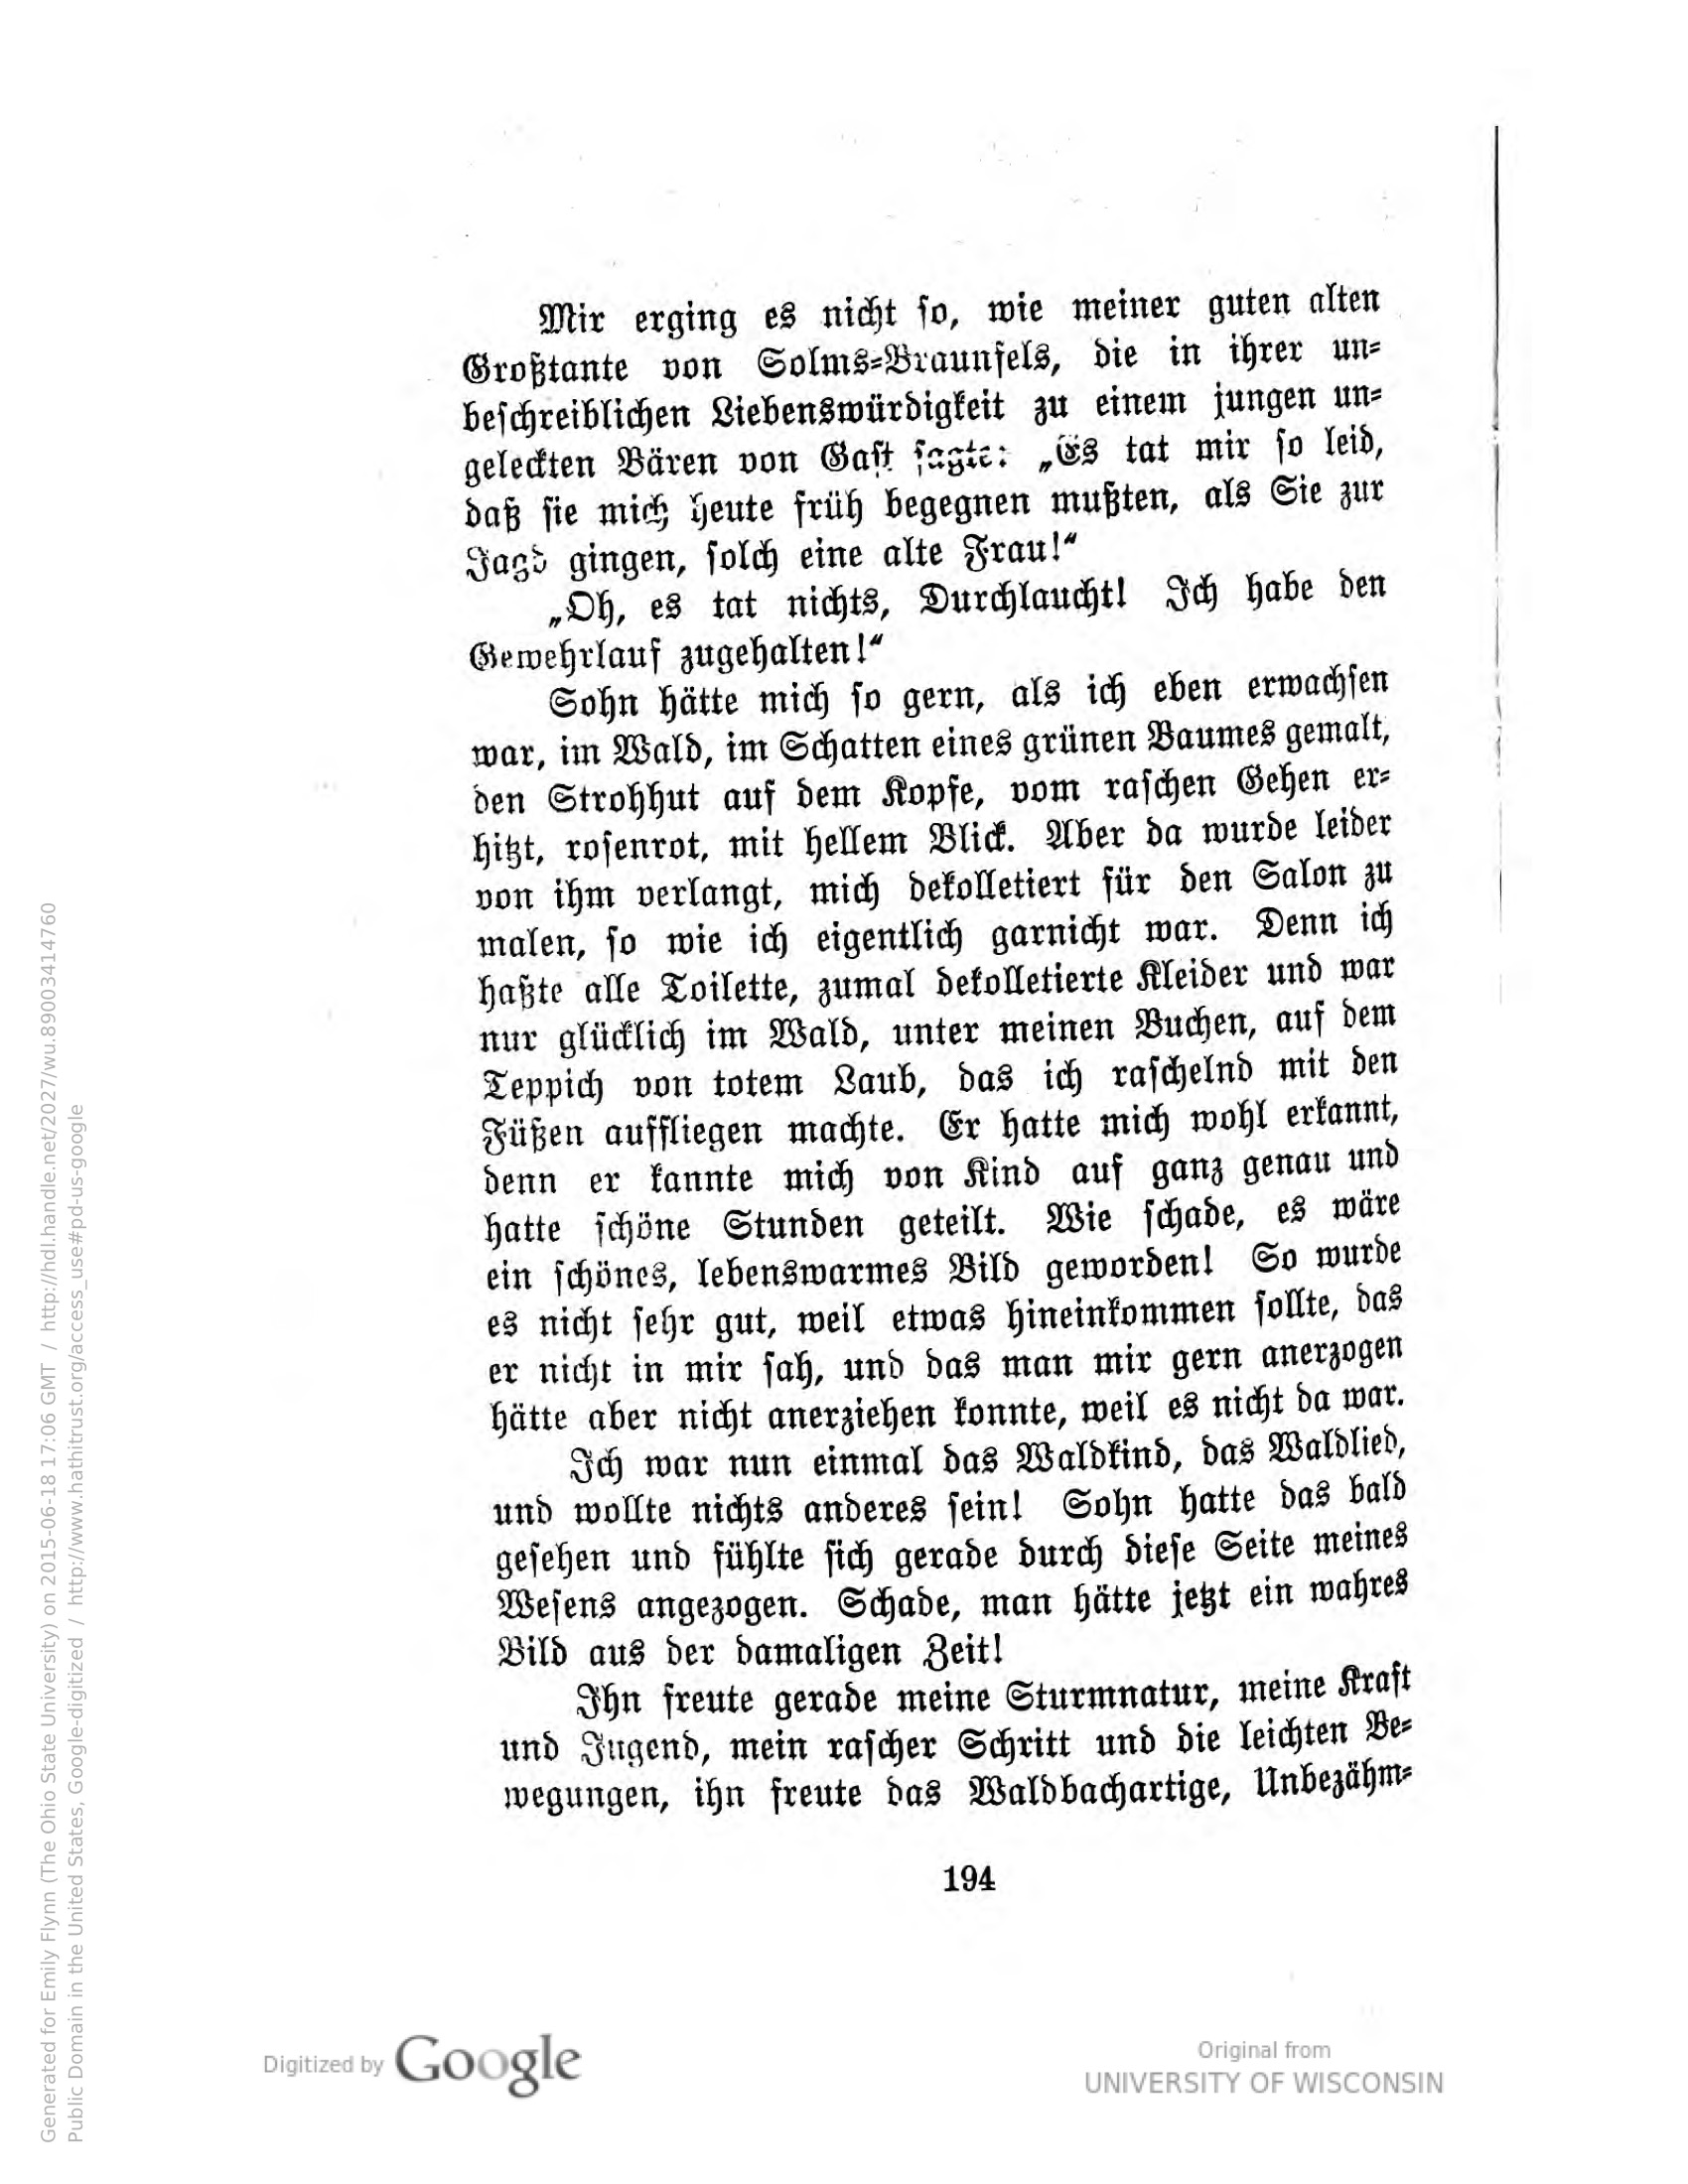 Mir erging es nicht so, wie meiner guten alten
Großtante von Solms-Braunfels, die in ihrer un-
beschreiblichen Liebenswürdigkeit zu einem jungen un-
geleckten Bären von Gast sagte: „Es tat mir so leid,
daß sie mich heute früh begegnen mußten, als Sie zur
Jagd gingen, solch eine alte Frau!“
„Oh, es tat nichts, Durchlaucht! Ich habe den
Gewehrlauf zugehalten!“
Sohn hätte mich so gern, als ich eben erwachsen
war, im Wald, im Schatten eines grünen Baumes gemalt,
den Strohhut auf dem Kopfe, vom raschen Gehen er-
hitzt, rosenrot, mit hellem Blick. Aber da wurde leider
von ihm verlangt, mich dekolletiert für den Salon zu
malen, so wie ich eigentlich garnicht war. Denn ich
haßte alle Toilette, zumal dekolletierte Kleider und war
nur glücklich im Wald, unter meinen Buchen, auf dem
Teppich von totem Laub, das ich raschelnd mit den
Füßen auffliegen machte. Er hatte mich wohl erkannt,
denn er kannte mich von Kind auf ganz genau und
hatte schöne Stunden geteilt. Wie schade, es wäre
ein schönes, lebenswarmes Bild geworden! So wurde
es nicht sehr gut, weil etwas hineinkommen sollte, das
er nicht in mir sah, und das man mir gern anerzogen
hätte aber nicht anerziehen konnte, weil es nicht da war.
Ich war nun einmal das Waldkind, das Waldlied,
und wollte nichts anderes sein! Sohn hatte das bald
gesehen und fühlte sich gerade durch diese Seite meines
Wesens angezogen. Schade, man hätte jetzt ein wahres
Bild aus der damaligen Zeit!
Ihn freute gerade meine Sturmnatur, meine Kraft
und Jugend, mein rascher Schritt und die leichten Be-
wegungen, ihn freute das Waldbachartige, Unbezähm-
194
Generated for Emily Flynn (The Ohio State University) on 2015-06-18 17:06 GMT / http://hdl.handle.net/2027/wu.89003414760
Public Domain in the United States, Google-digitized / http://www.hathitrust.org/access_use#pd-us-google
Digitized by Google
Original from
UNIVERSITY OF WISCONSIN